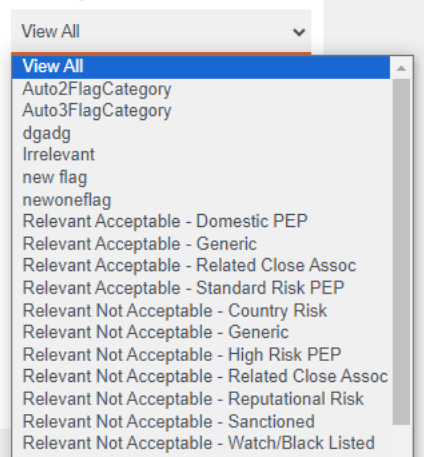 View All
View All
Auto2FlagCategory
Auto3FlagCategory
dgadg
Irrelevant
new flag
newoneflag
Relevant Acceptable - Domestic PEP
Relevant Acceptable - Generic
Relevant Acceptable - Related Close Assoc
Relevant Acceptable - Standard Risk PEP
Relevant Not Acceptable - Country Risk
Relevant Not Acceptable - Generic
Relevant Not Acceptable - High Risk PEP
Relevant Not Acceptable - Related Close Assoc
Relevant Not Acceptable - Reputational Risk
Relevant Not Acceptable - Sanctioned
Relevant Not Acceptable - Watch/Black Listed